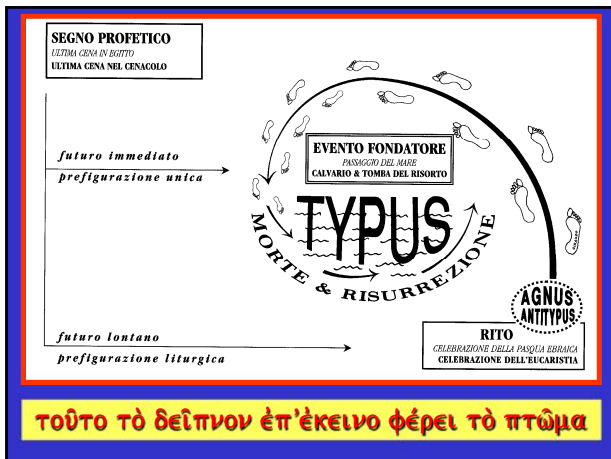 SEGNO PROFETICO
ULTIMA CENA IN EGITTO
ULTIMA CENA NEL CENACOLO
futuro immediato
prefigurazione unica
EVENTO FONDATORE
PASSAGGIO DEL MARE
CALVARIO & TOMBA DEL RISORTO
TYPUS
MORTE & RISURREZIONE
AGNUS
ANTITYPUS
RITO
CELEBRAZIONE DELLA PASQUA EBRAICA
CELEBRAZIONE DELL'EUCARISTIA
futuro lontano
prefigurazione liturgica
τοῦτο τὸ δεῖπνον ἐπ'ἐκεινο φέρει τὸ πτῶμα